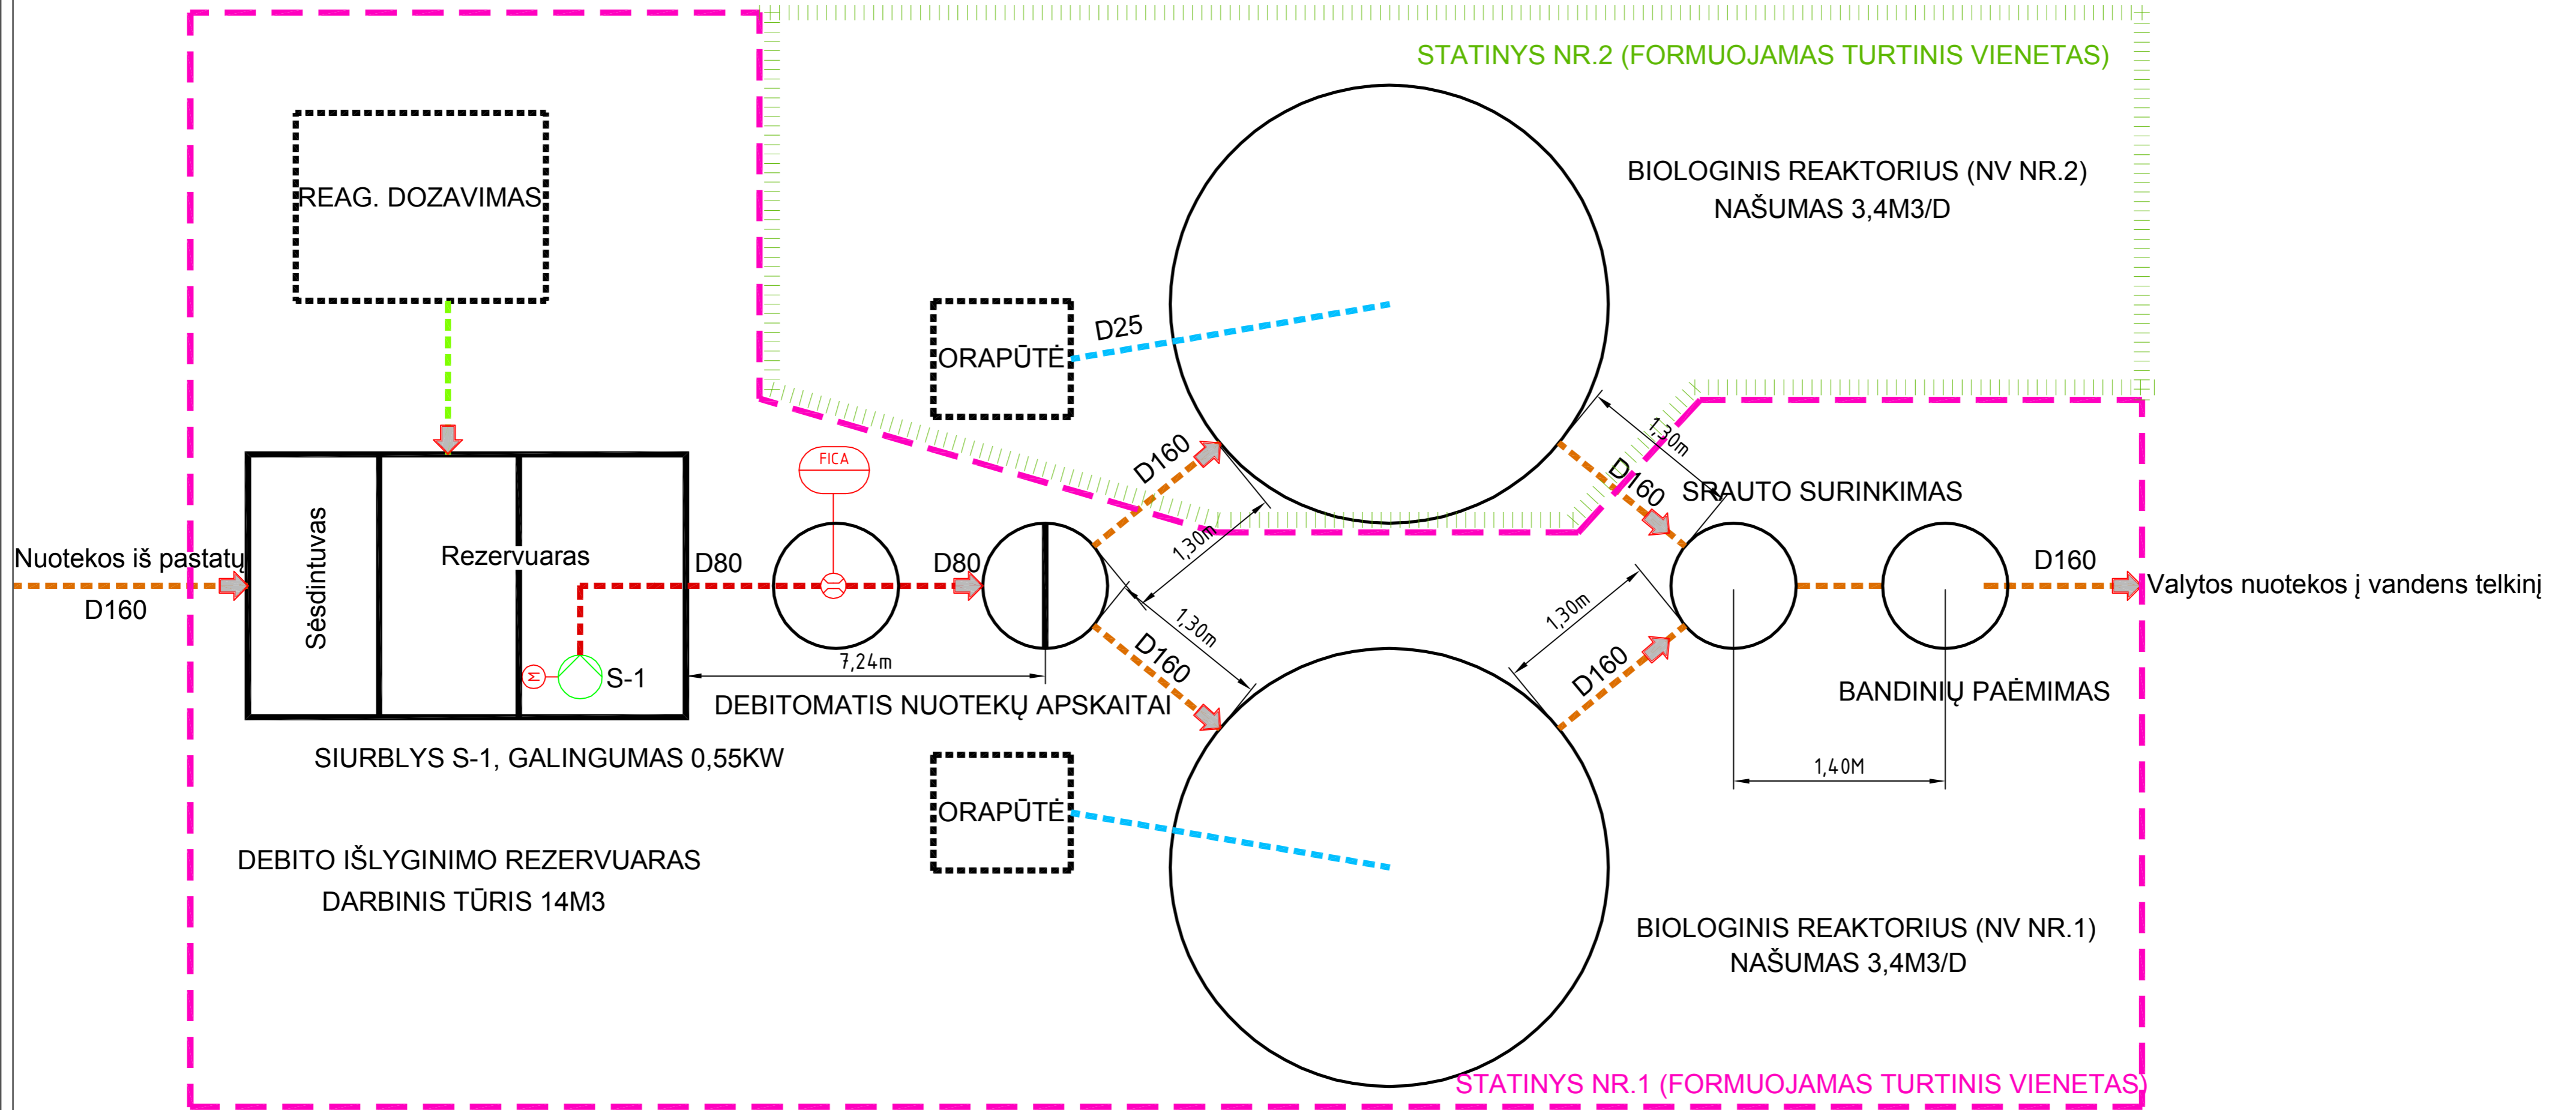 STATINYS NR.2 (FORMUOJAMAS TURTINIS VIENETAS)
REAG. DOZAVIMAS
BIOLOGINIS REAKTORIUS (NV NR.2)
NAŠUMAS 3,4M3/D
ORAPŪTĖ
D25
FICA
D160
1,30m
D160
1,30m
SRAUTO SURINKIMAS
Nuotekos iš pastatų
D160
Sėsdintuvas
Rezervuaras
D80
D80
S-1
M
7,24m
1,30m
D160
1,30m
D160
D160
Valytos nuotekos į vandens telkinį
DEBITOMATIS NUOTEKŲ APSKAITAI
BANDINIŲ PAĖMIMAS
SIURBLYS S-1, GALINGUMAS 0,55KW
1,40M
ORAPŪTĖ
DEBITO IŠLYGINIMO REZERVUARAS
DARBINIS TŪRIS 14M3
BIOLOGINIS REAKTORIUS (NV NR.1)
NAŠUMAS 3,4M3/D
STATINYS NR.1 (FORMUOJAMAS TURTINIS VIENETAS)